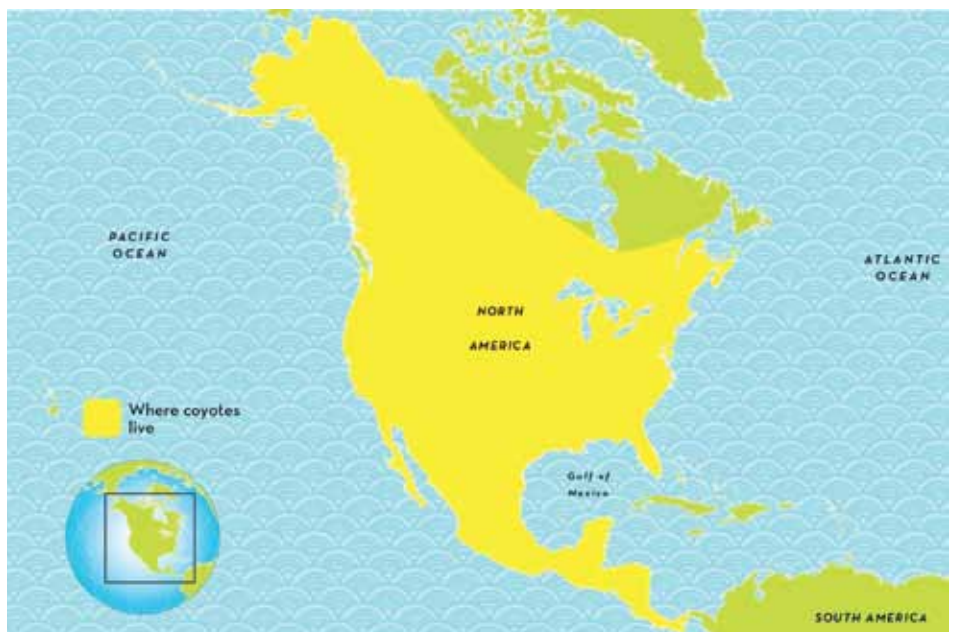 PACIFIC
OCEAN
ATLANTIC
OCEAN
NORTH
AMERICA
Where coyotes
live
Gulf of
Mexico
SOUTH AMERICA